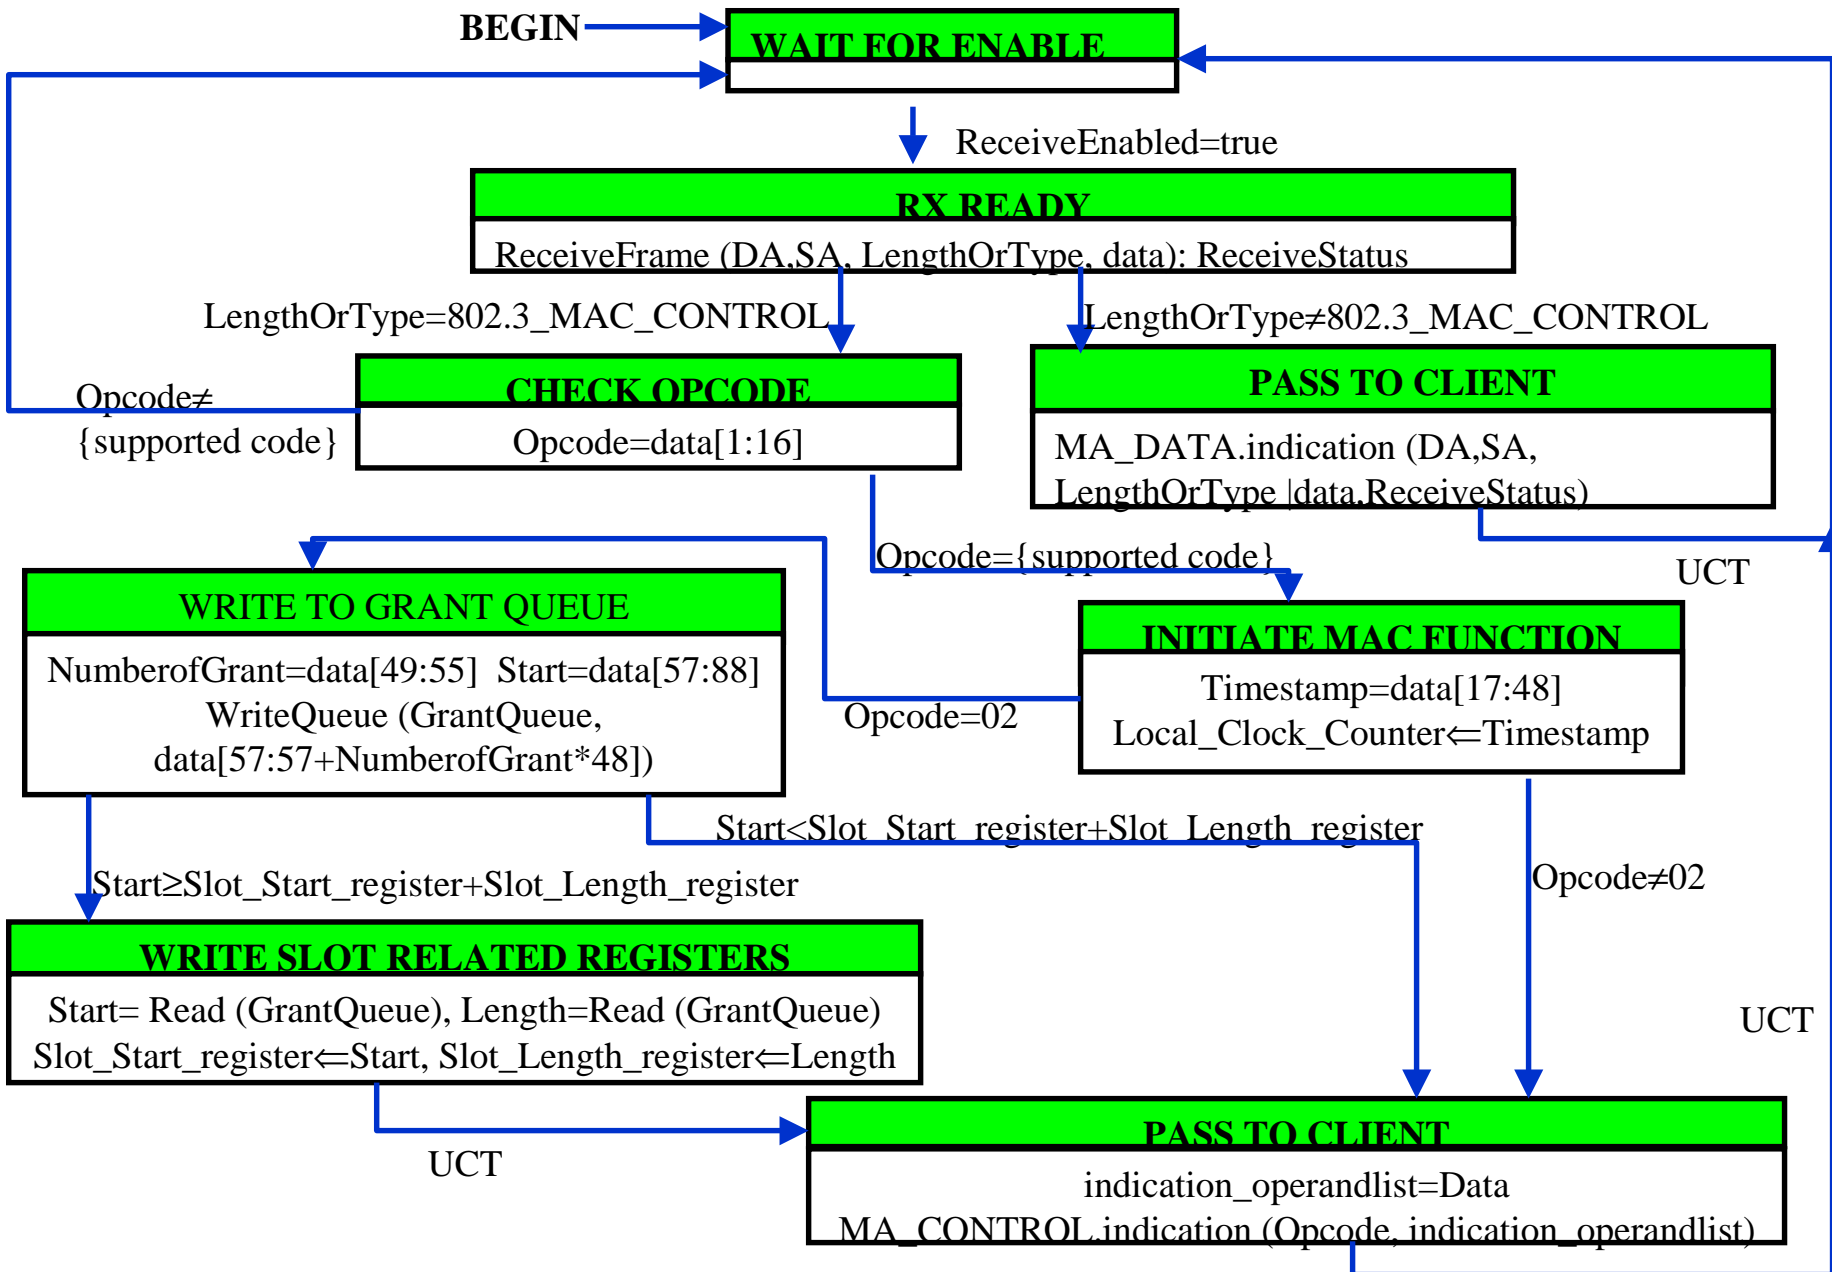 BEGIN
WAIT FOR ENABLE
ReceiveEnabled=true
RX READY
ReceiveFrame (DA,SA, LengthOrType, data): ReceiveStatus
LengthOrType=802.3_MAC_CONTROL
LengthOrType≠802.3_MAC_CONTROL
Opcode≠
{supported code}
CHECK OPCODE
Opcode=data[1:16]
PASS TO CLIENT
MA_DATA.indication (DA,SA,
LengthOrType |data,ReceiveStatus)
UCT
Opcode={supported code}
WRITE TO GRANT QUEUE
NumberofGrant=data[49:55]  Start=data[57:88]
WriteQueue (GrantQueue,
data[57:57+NumberofGrant*48])
Opcode=02
INITIATE MAC FUNCTION
Timestamp=data[17:48]
Local_Clock_Counter⇐Timestamp
Start<Slot_Start_register+Slot_Length_register
Opcode≠02
Start≥Slot_Start_register+Slot_Length_register
WRITE SLOT RELATED REGISTERS
Start= Read (GrantQueue), Length=Read (GrantQueue)
Slot_Start_register⇐Start, Slot_Length_register⇐Length
UCT
UCT
PASS TO CLIENT
indication_operandlist=Data
MA_CONTROL.indication (Opcode, indication_operandlist)